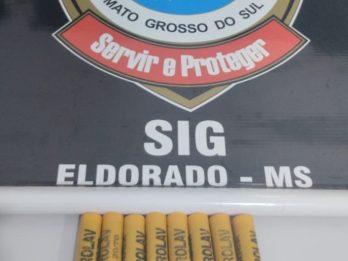 MATO GROSSO DO SUL
Servir e Proteger
SIG
ELDORADO - MS